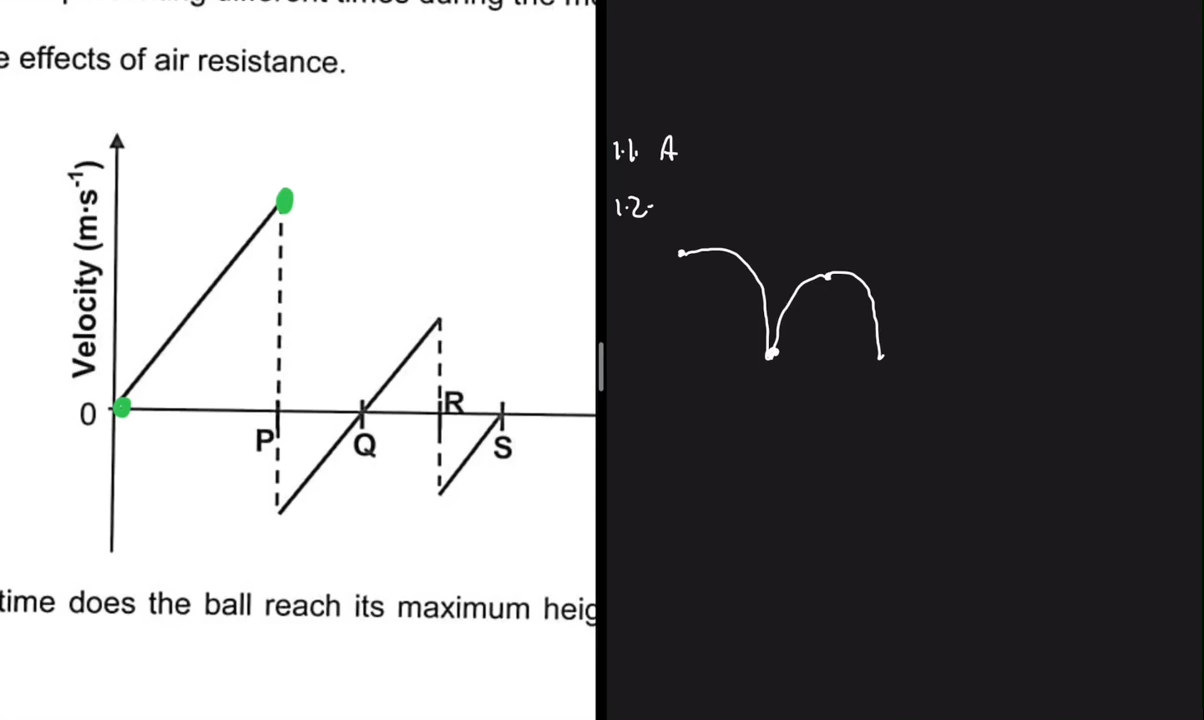 e effects of air resistance.
Velocity (m·s⁻¹)
0
P
Q
R
S
time does the ball reach its maximum heig
1.1. A
1.2.